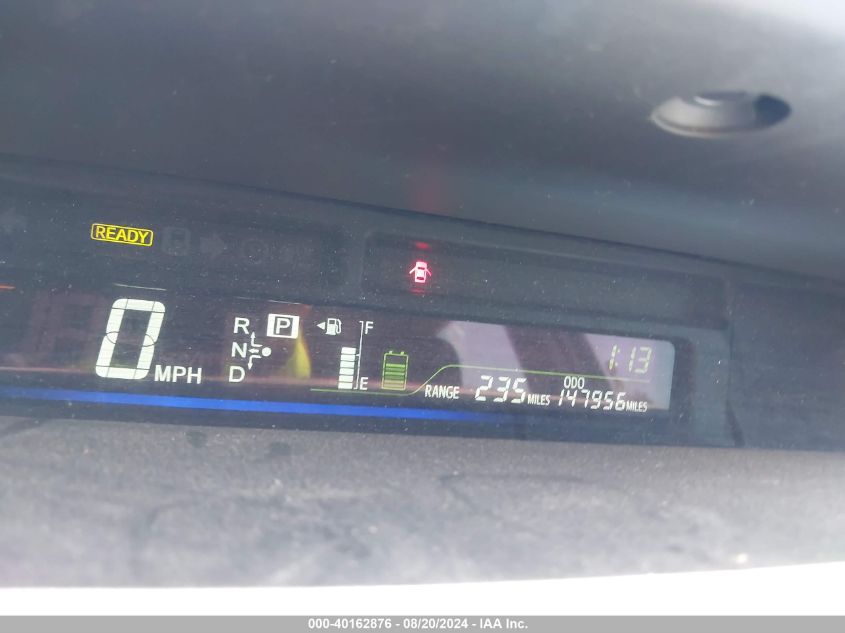 READY
0 MPH
R P F
N
D E
1:13
ODO
RANGE 235 MILES 147956 MILES
000-40162876 - 08/20/2024 - IAA Inc.